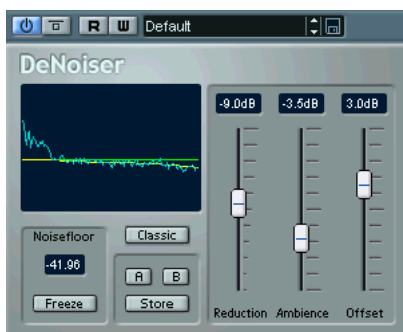 R W Default
DeNoiser
-9.0dB -3.5dB 3.0dB
Noisefloor
-41.96
Freeze
Classic
A B
Store
Reduction Ambience Offset